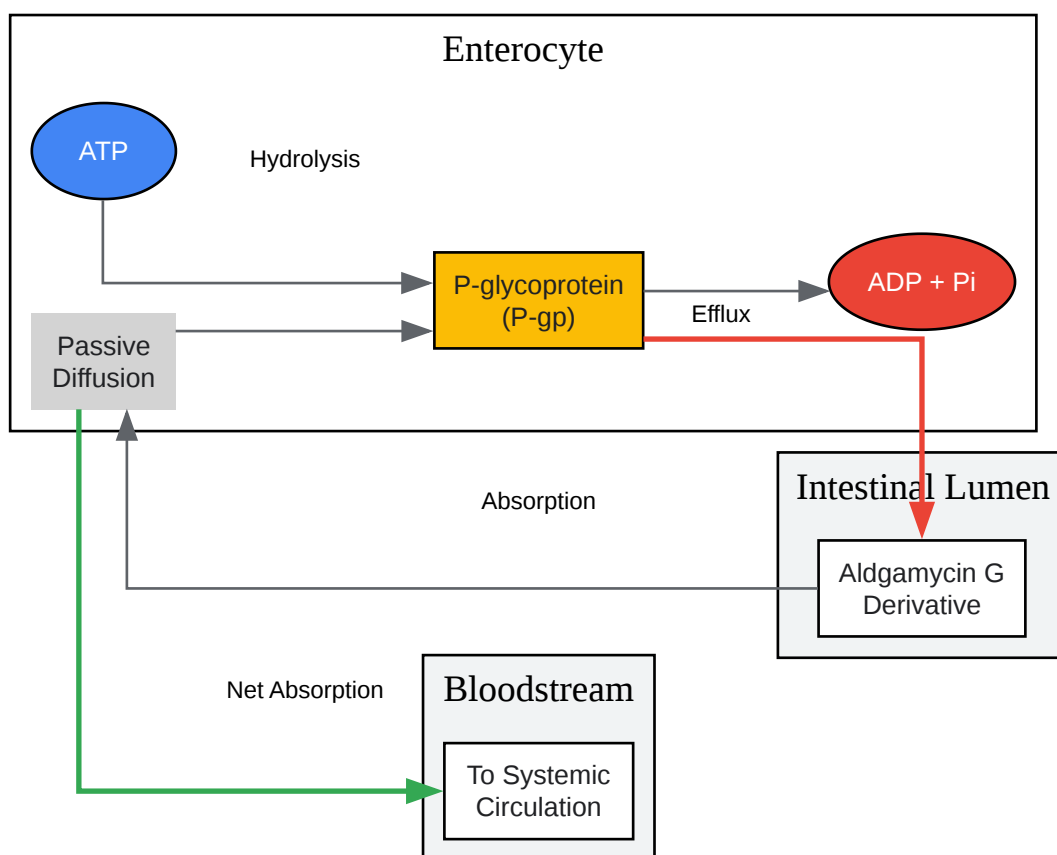 Enterocyte
ATP
Hydrolysis
P-glycoprotein
(P-gp)
ADP + Pi
Efflux
Passive
Diffusion
Intestinal Lumen
Absorption
Aldgamycin G
Derivative
Net Absorption
Bloodstream
To Systemic
Circulation